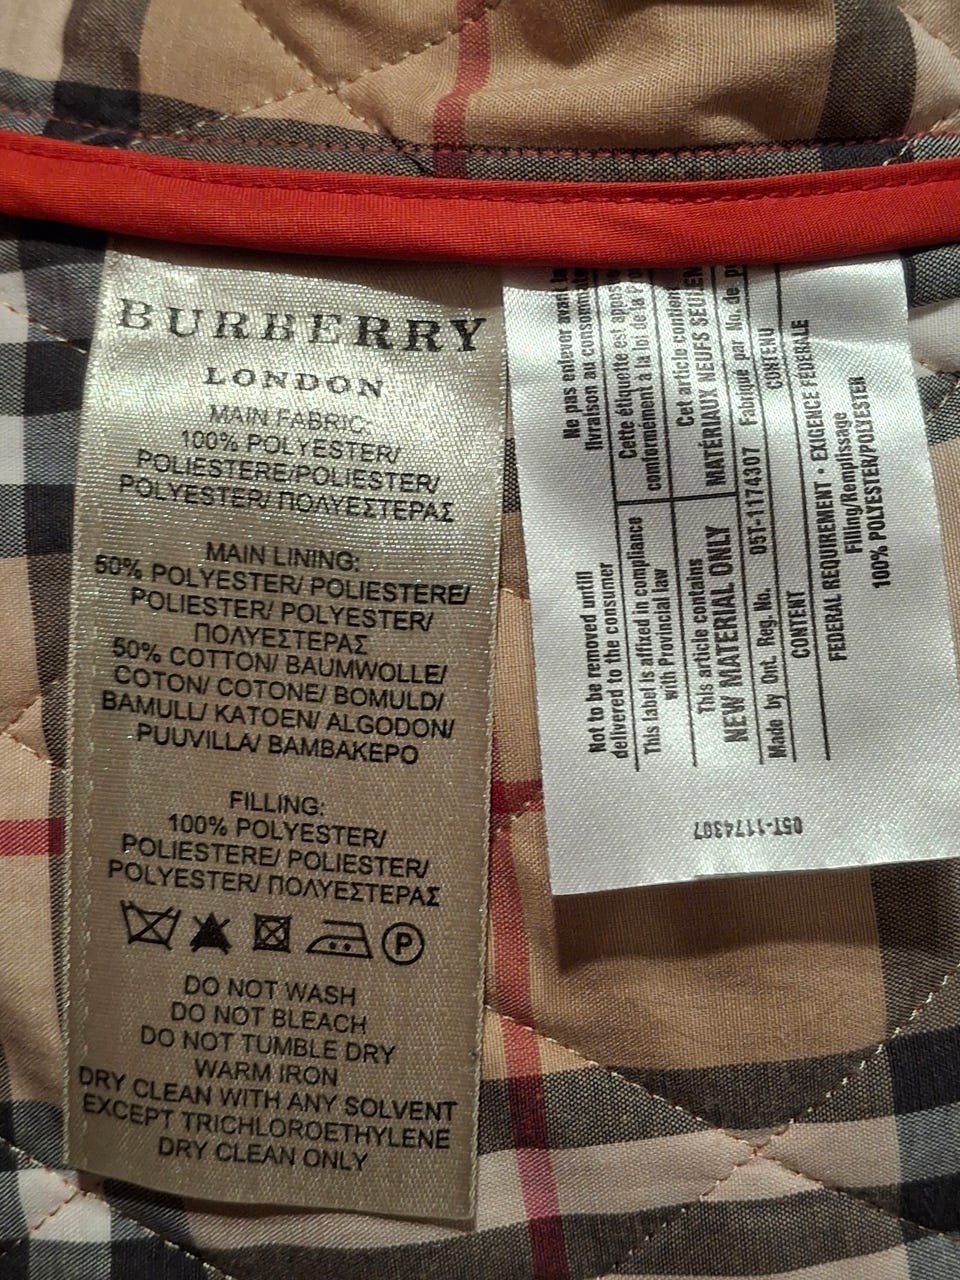 BURBERRY
LONDON
MAIN FABRIC:
100% POLYESTER/
POLIESTERE/POLIESTER/
POLYESTER/ ΠΟΛΥΕΣΤΕΡΑΣ
MAIN LINING:
50% POLYESTER/ POLIESTERE/
POLIESTER/ POLYESTER/
ΠΟΛΥΕΣΤΕΡΑΣ
50% COTTON/ BAUMWOLLE/
COTON/ COTONE/ BOMULD/
BAMULL/ KATOEN/ ALGODON/
PUUVILLA/ ΒΑΜΒΑΚΕΡΟ
FILLING:
100% POLYESTER/
POLIESTERE/ POLIESTER/
POLYESTER/ ΠΟΛΥΕΣΤΕΡΑΣ
P
DO NOT WASH
DO NOT BLEACH
DO NOT TUMBLE DRY
WARM IRON
DRY CLEAN WITH ANY SOLVENT
EXCEPT TRICHLOROETHYLENE
DRY CLEAN ONLY
Not to be removed until
delivered to the consumer
Ne pas enlever avant
livraison au
This label is affixed in compliance
with Provincial law
Cette étiquette est
conformément à la loi de la
This article contains
NEW MATERIAL ONLY
Cet article contient
MATÉRIAUX NEUFS
Made by Ont. Reg. No. 05T-1174307 Fabriqué par No. de
CONTENT CONTENU
FEDERAL REQUIREMENT • EXIGENCE FEDERALE
Filling/Remplissage
100% POLYESTER/POLYESTER
05T-1174307